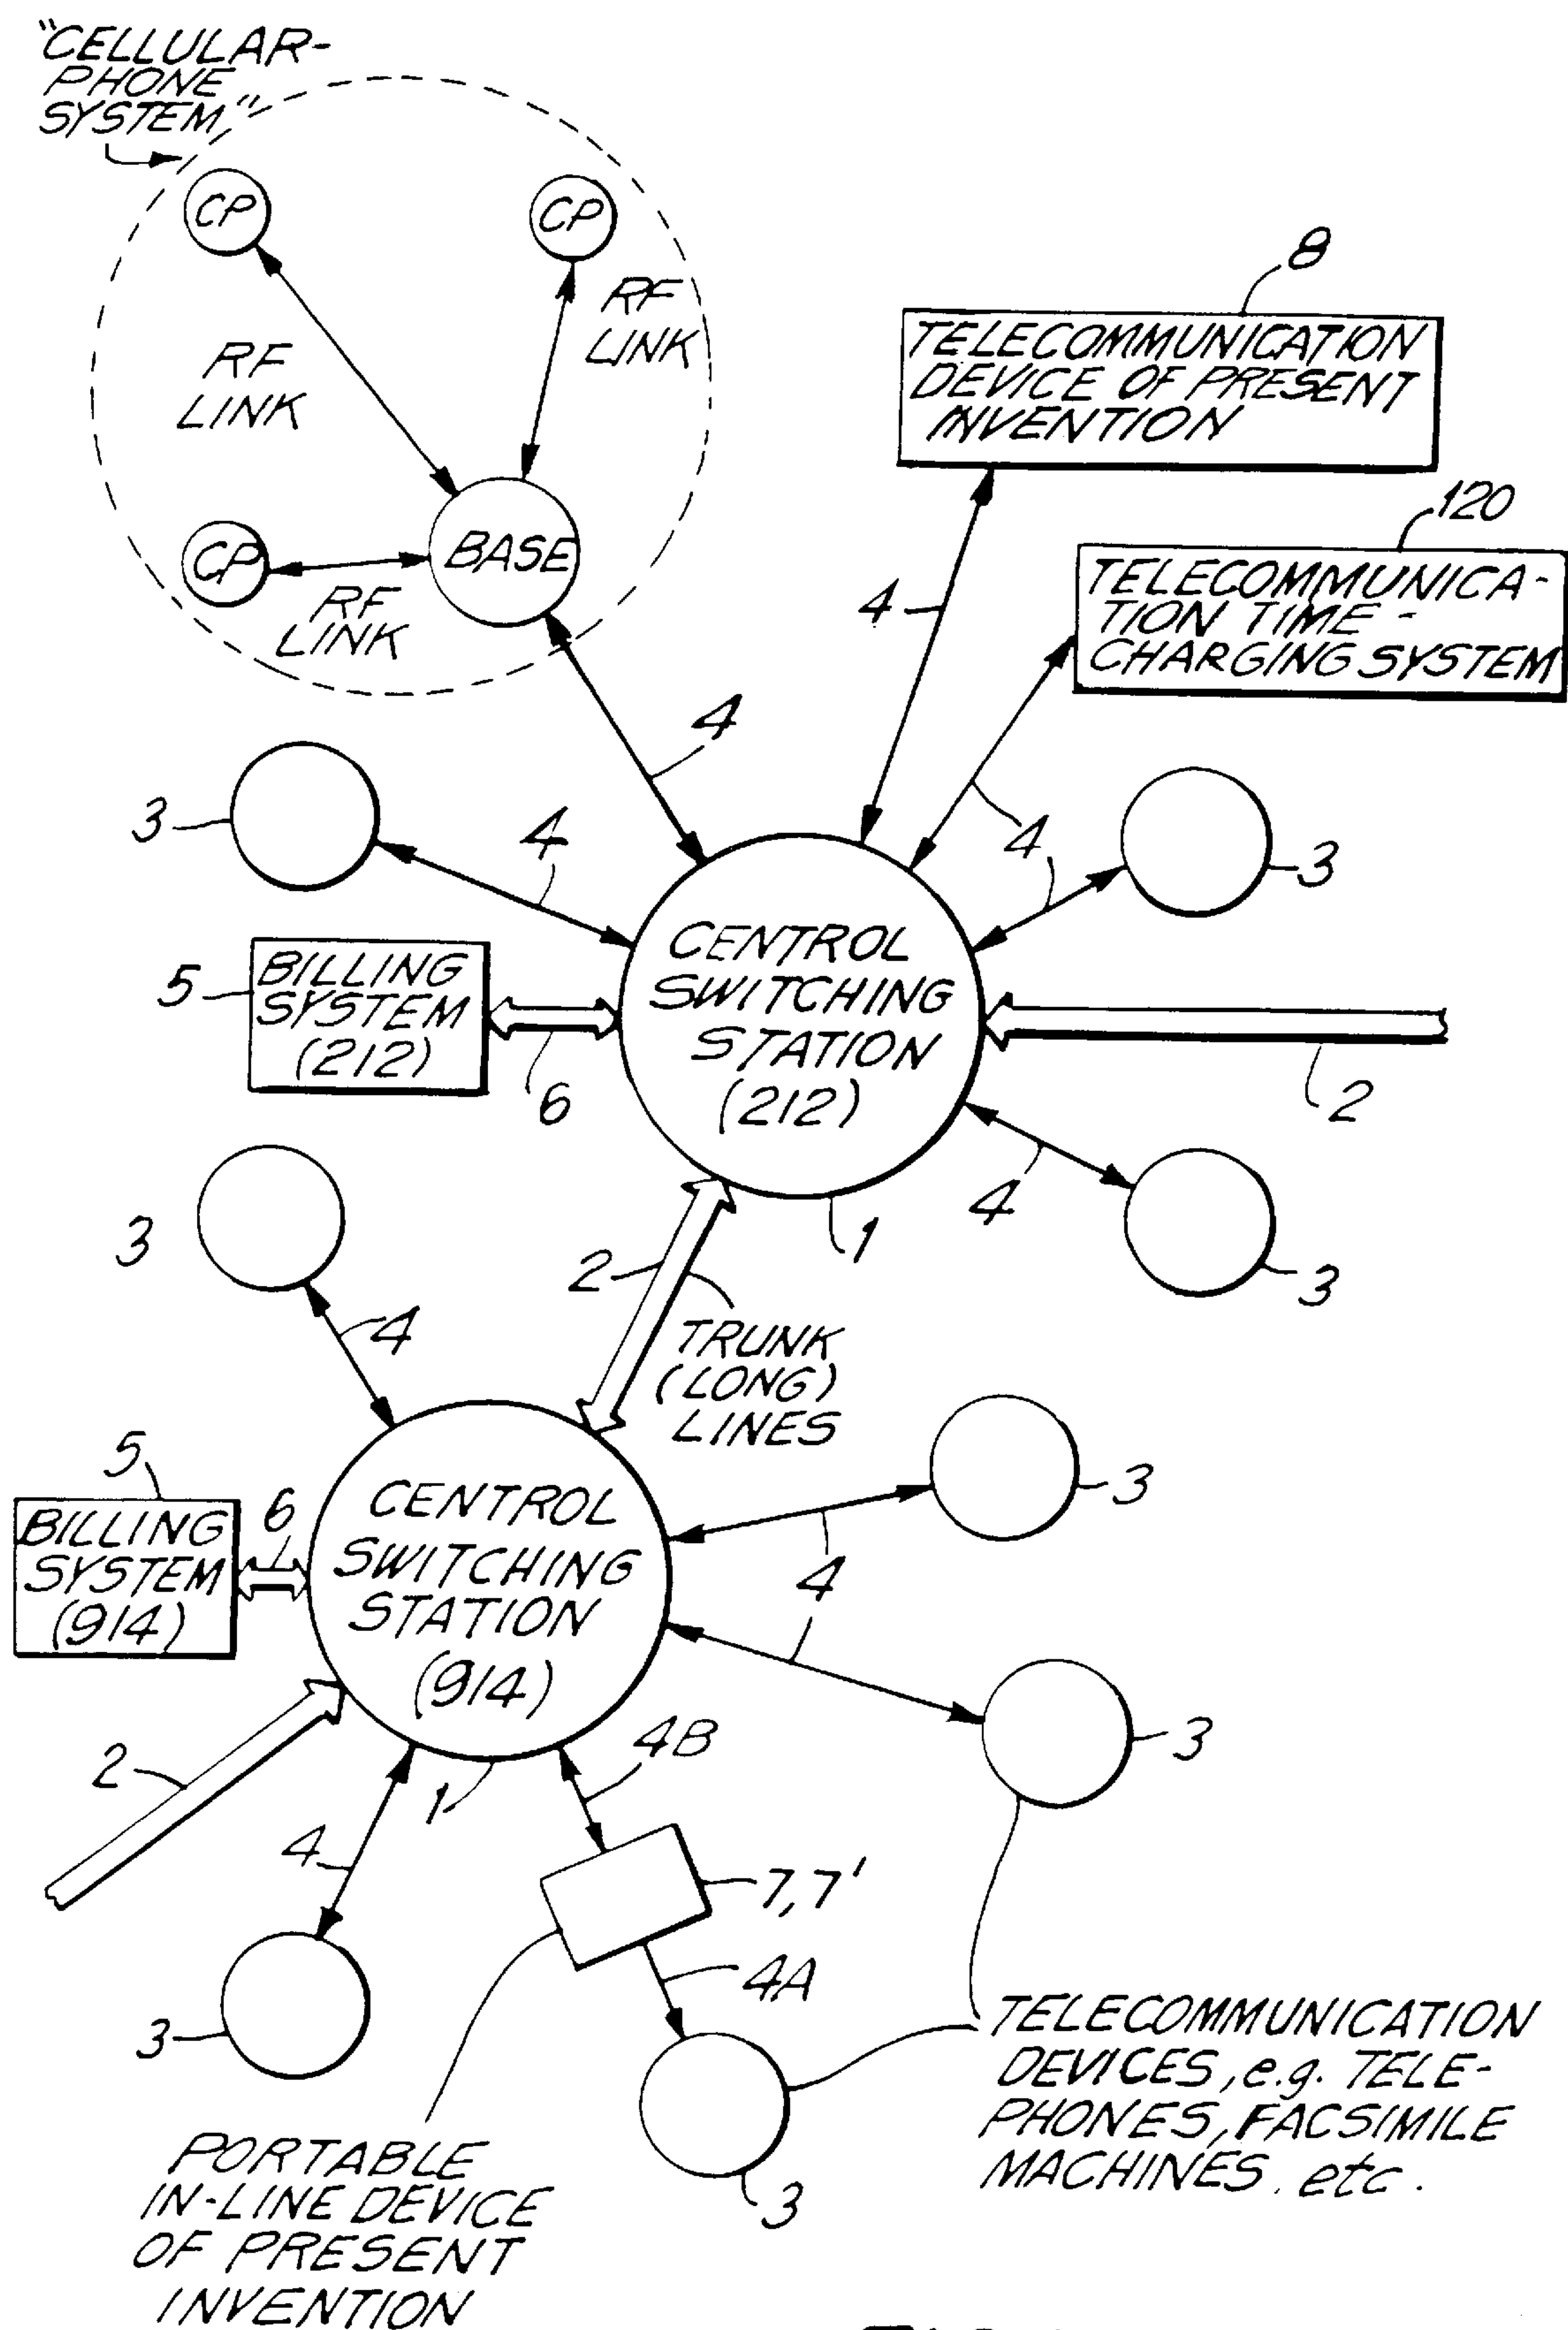 "CELLULAR-
PHONE
SYSTEM,"
CP
CP
RF
LINK
RF
LINK
CP
RF
LINK
BASE
8
TELECOMMUNICATION
DEVICE OF PRESENT
INVENTION
120
TELECOMMUNICA-
TION TIME-
CHARGING SYSTEM
4
4
4
4
4
3
3
CENTROL
SWITCHING
STATION
(212)
5
BILLING
SYSTEM
(212)
6
2
4
3
1
3
4
2
TRUNK
(LONG)
LINES
5
BILLING
SYSTEM
(914)
6
CENTROL
SWITCHING
STATION
(914)
3
4
3
2
1
4B
4
7,7'
4A
3
3
PORTABLE
IN-LINE DEVICE
OF PRESENT
INVENTION
TELECOMMUNICATION
DEVICES, e.g. TELE-
PHONES, FACSIMILE
MACHINES. etc.